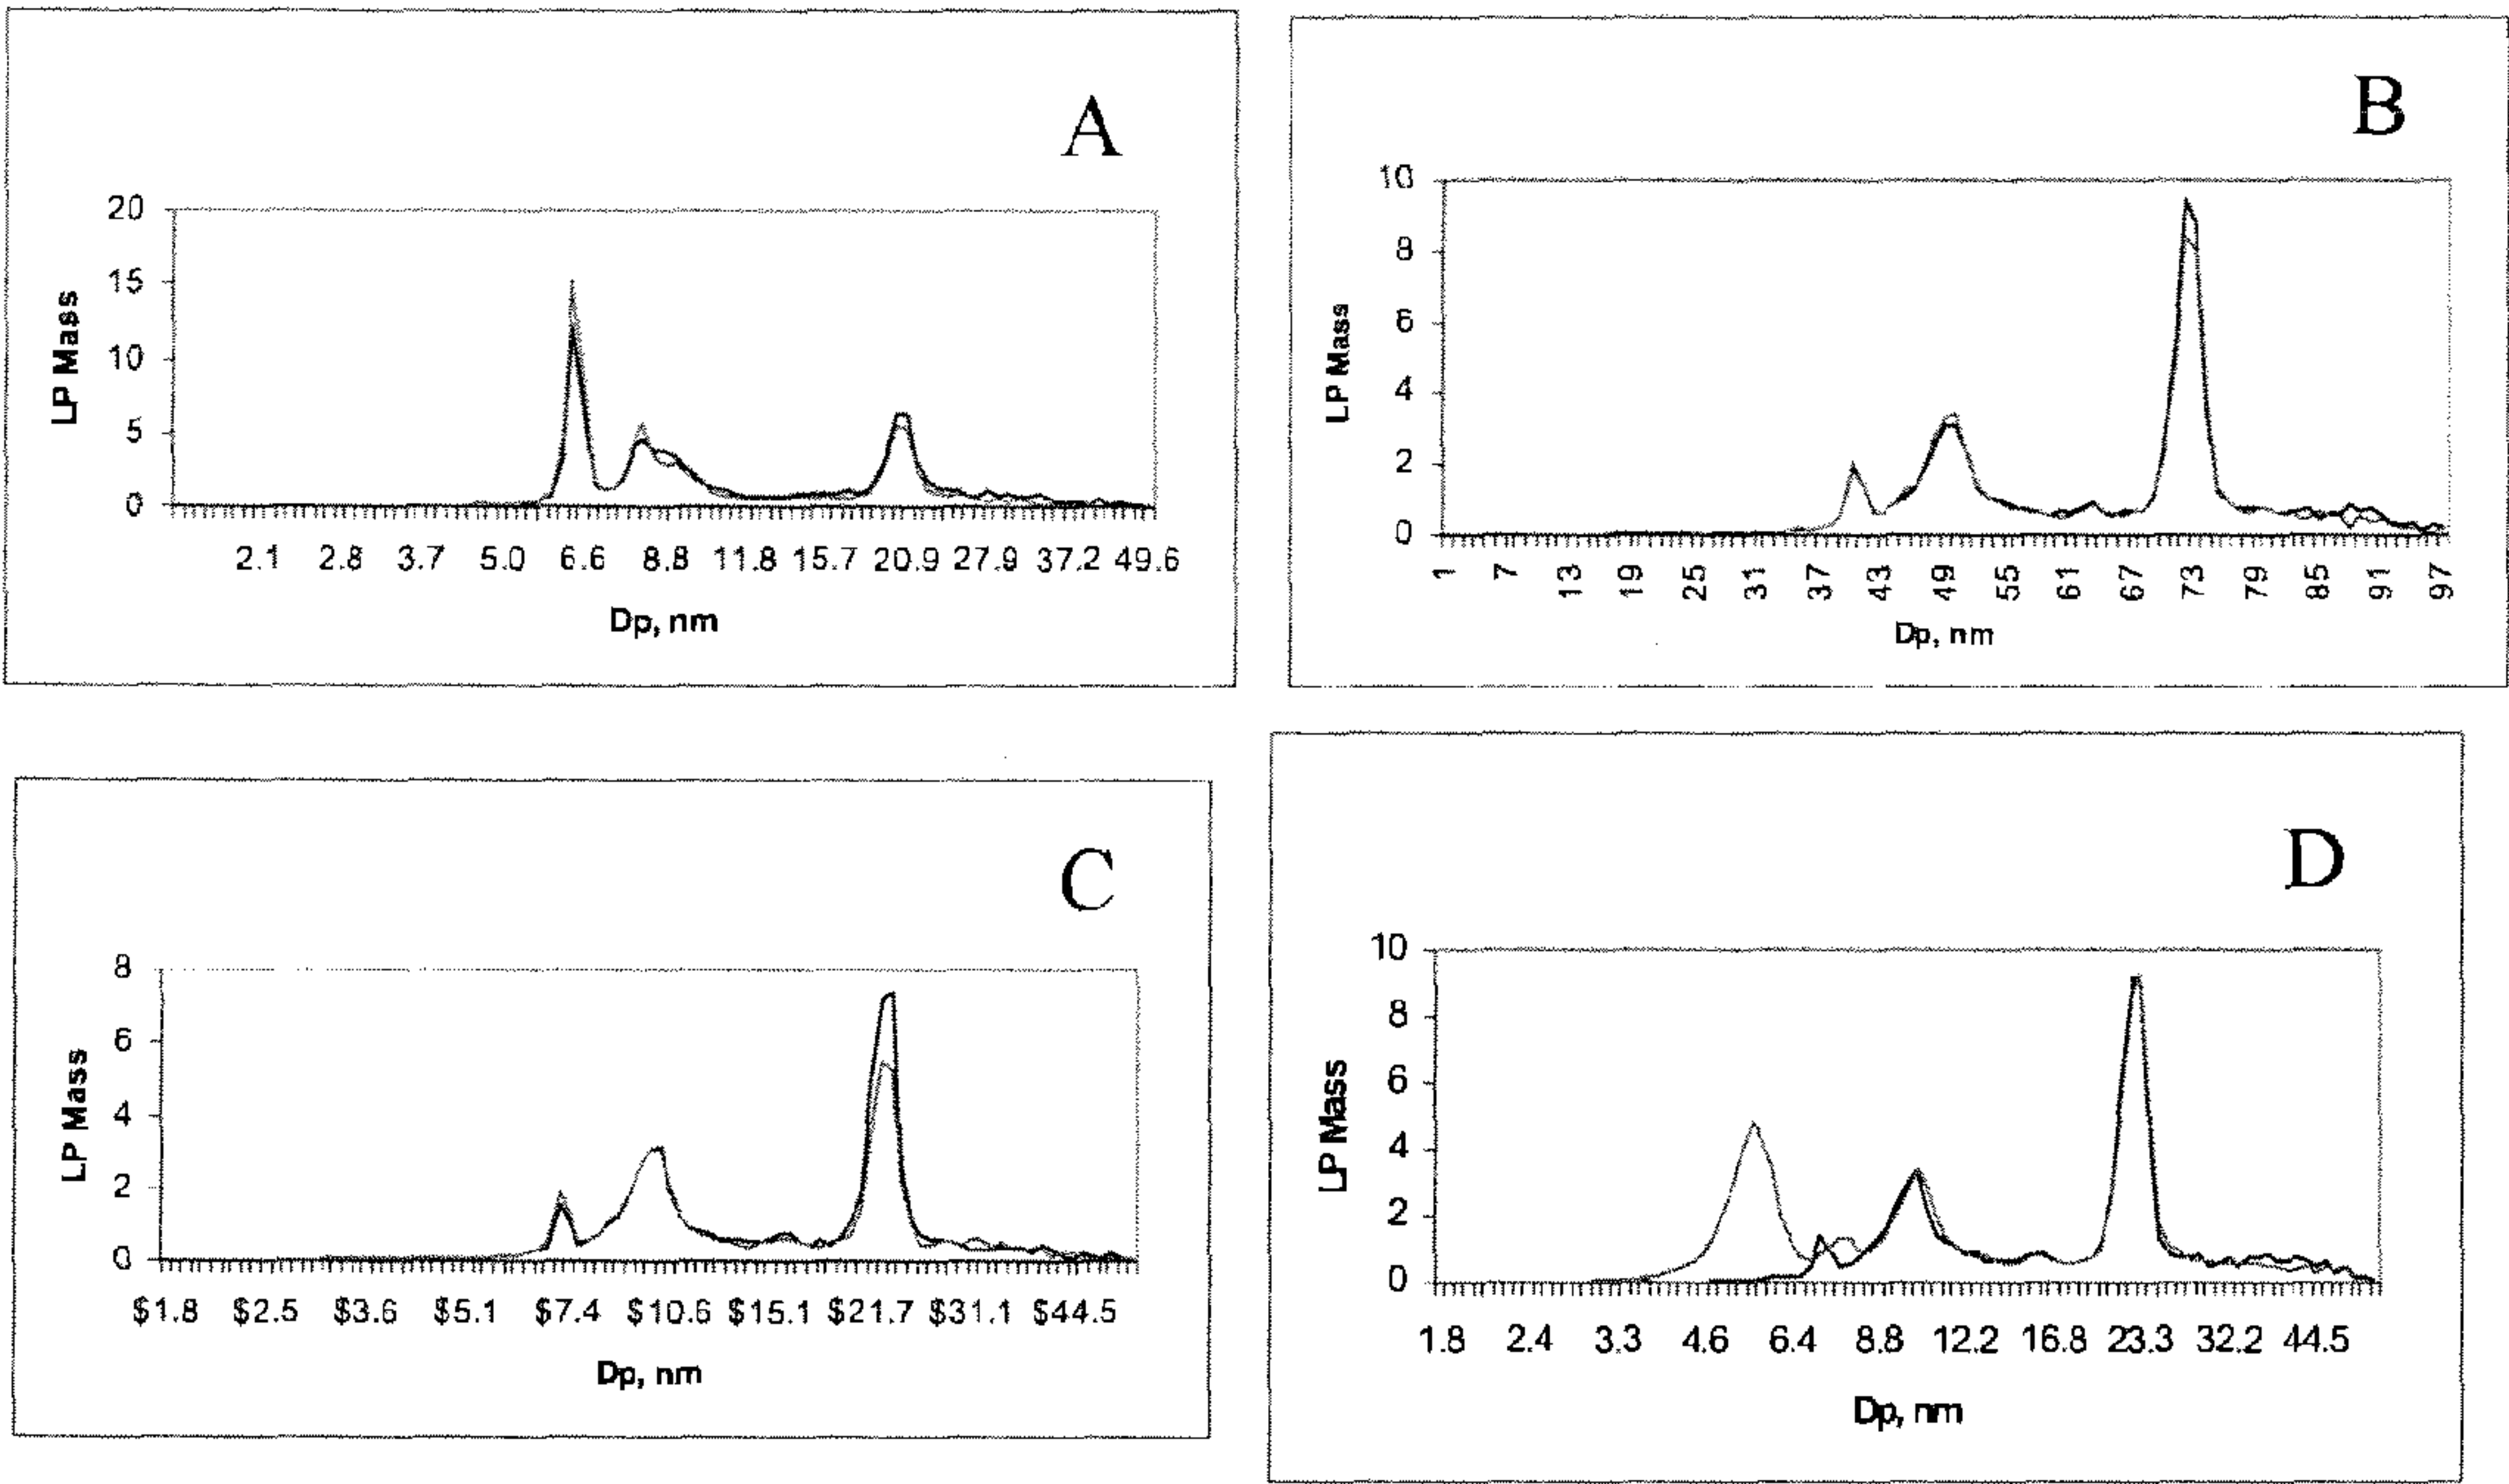 A
20
15
10
5
0
LP Mass
2.1 2.8 3.7 5.0 6.6 8.8 11.8 15.7 20.9 27.9 37.2 49.6
Dp, nm
B
10
8
6
4
2
0
LP Mass
1 7 13 19 25 31 37 43 49 55 61 67 73 79 85 91 97
Dp, nm
C
8
6
4
2
0
LP Mass
$1.8 $2.5 $3.6 $5.1 $7.4 $10.6 $15.1 $21.7 $31.1 $44.5
Dp, nm
D
10
8
6
4
2
0
LP Mass
1.8 2.4 3.3 4.6 6.4 8.8 12.2 16.8 23.3 32.2 44.5
Dp, nm